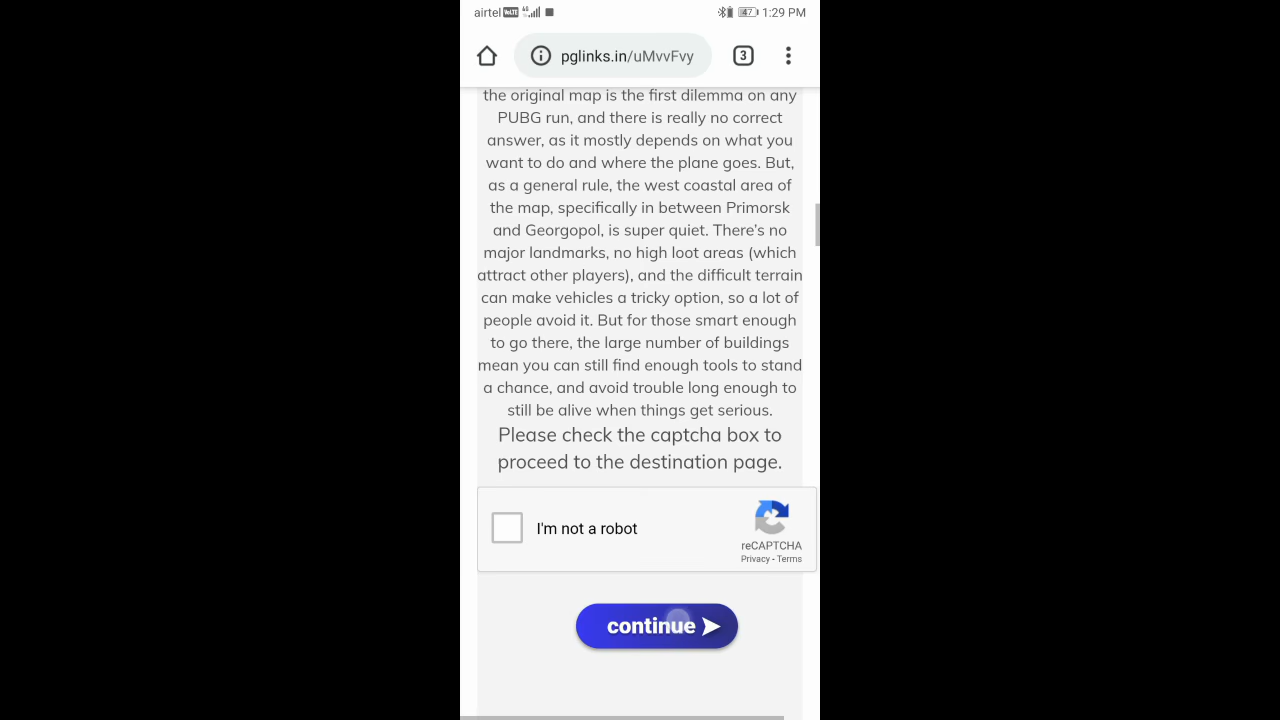 airtel VoLTE 4G 47 1:29 PM
pglinks.in/uMvvFvy 3
the original map is the first dilemma on any
PUBG run, and there is really no correct
answer, as it mostly depends on what you
want to do and where the plane goes. But,
as a general rule, the west coastal area of
the map, specifically in between Primorsk
and Georgopol, is super quiet. There's no
major landmarks, no high loot areas (which
attract other players), and the difficult terrain
can make vehicles a tricky option, so a lot of
people avoid it. But for those smart enough
to go there, the large number of buildings
mean you can still find enough tools to stand
a chance, and avoid trouble long enough to
still be alive when things get serious.
Please check the captcha box to
proceed to the destination page.
I'm not a robot
reCAPTCHA
Privacy - Terms
continue